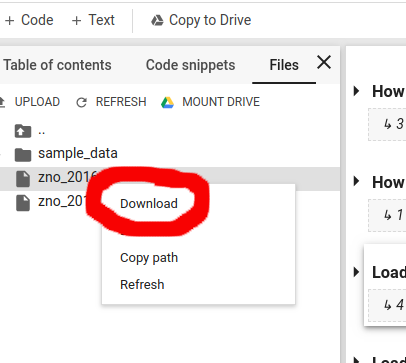 + Code + Text Copy to Drive
Table of contents Code snippets Files
UPLOAD REFRESH MOUNT DRIVE
..
sample_data
zno_2016
zno_201
Download
Copy path
Refresh
How
↳ 3
How
↳ 1
Load
↳ 4
Load